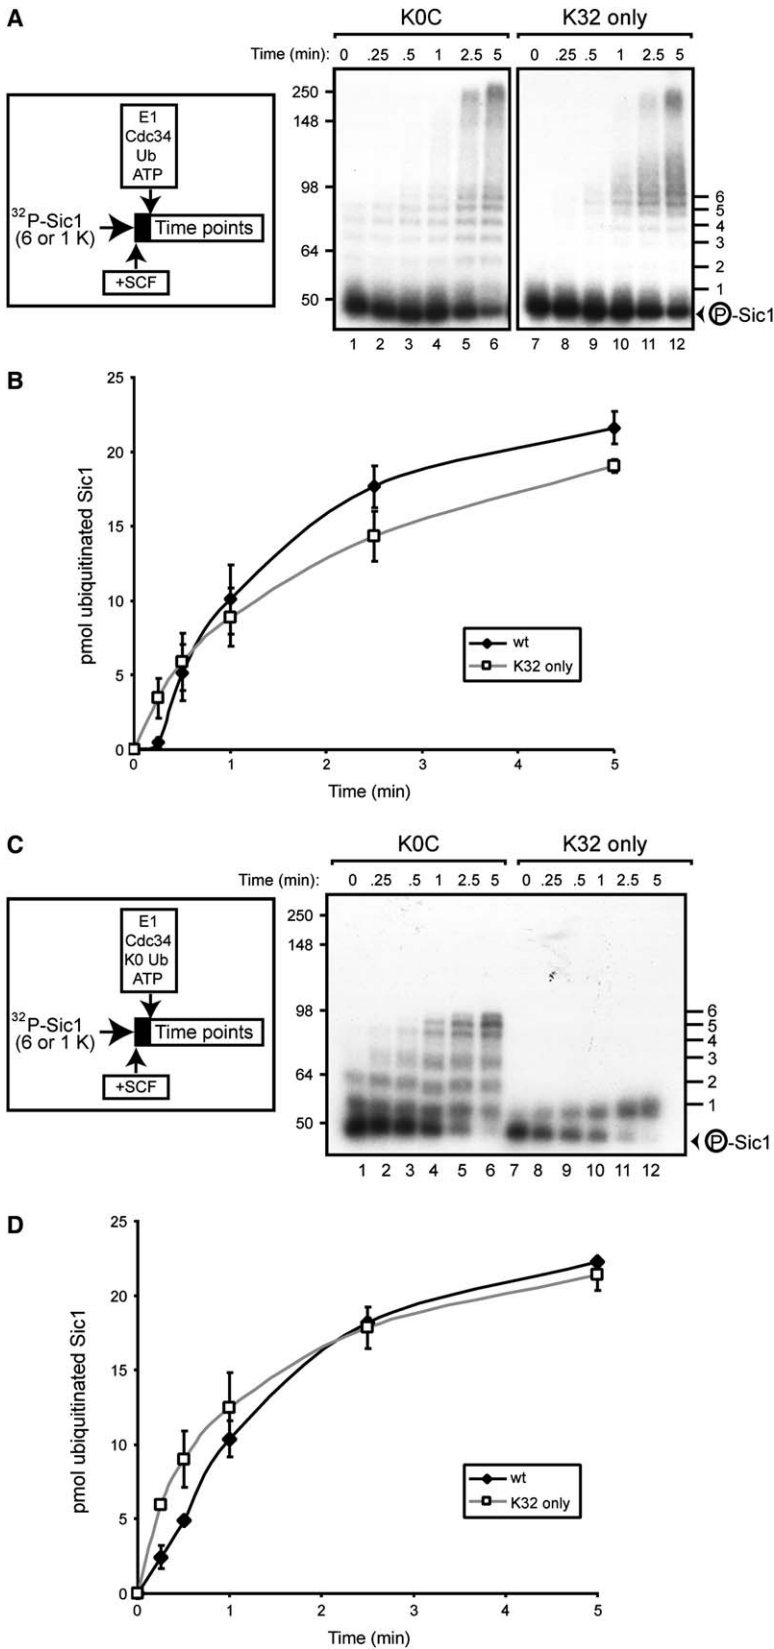 A
K0C K32 only
Time (min): 0 .25 .5 1 2.5 5 0 .25 .5 1 2.5 5
E1
Cdc34
Ub
ATP
32P-Sic1
(6 or 1 K)
Time points
+SCF
250
148
98
64
50
6
5
4
3
2
1
P-Sic1
1 2 3 4 5 6 7 8 9 10 11 12
B
25
20
15
10
5
0
pmol ubiquitinated Sic1
wt
K32 only
0 1 2 3 4 5
Time (min)
C
K0C K32 only
Time (min): 0 .25 .5 1 2.5 5 0 .25 .5 1 2.5 5
E1
Cdc34
K0 Ub
ATP
32P-Sic1
(6 or 1 K)
Time points
+SCF
250
148
98
64
50
6
5
4
3
2
1
P-Sic1
1 2 3 4 5 6 7 8 9 10 11 12
D
25
20
15
10
5
0
pmol ubiquitinated Sic1
wt
K32 only
0 1 2 3 4 5
Time (min)